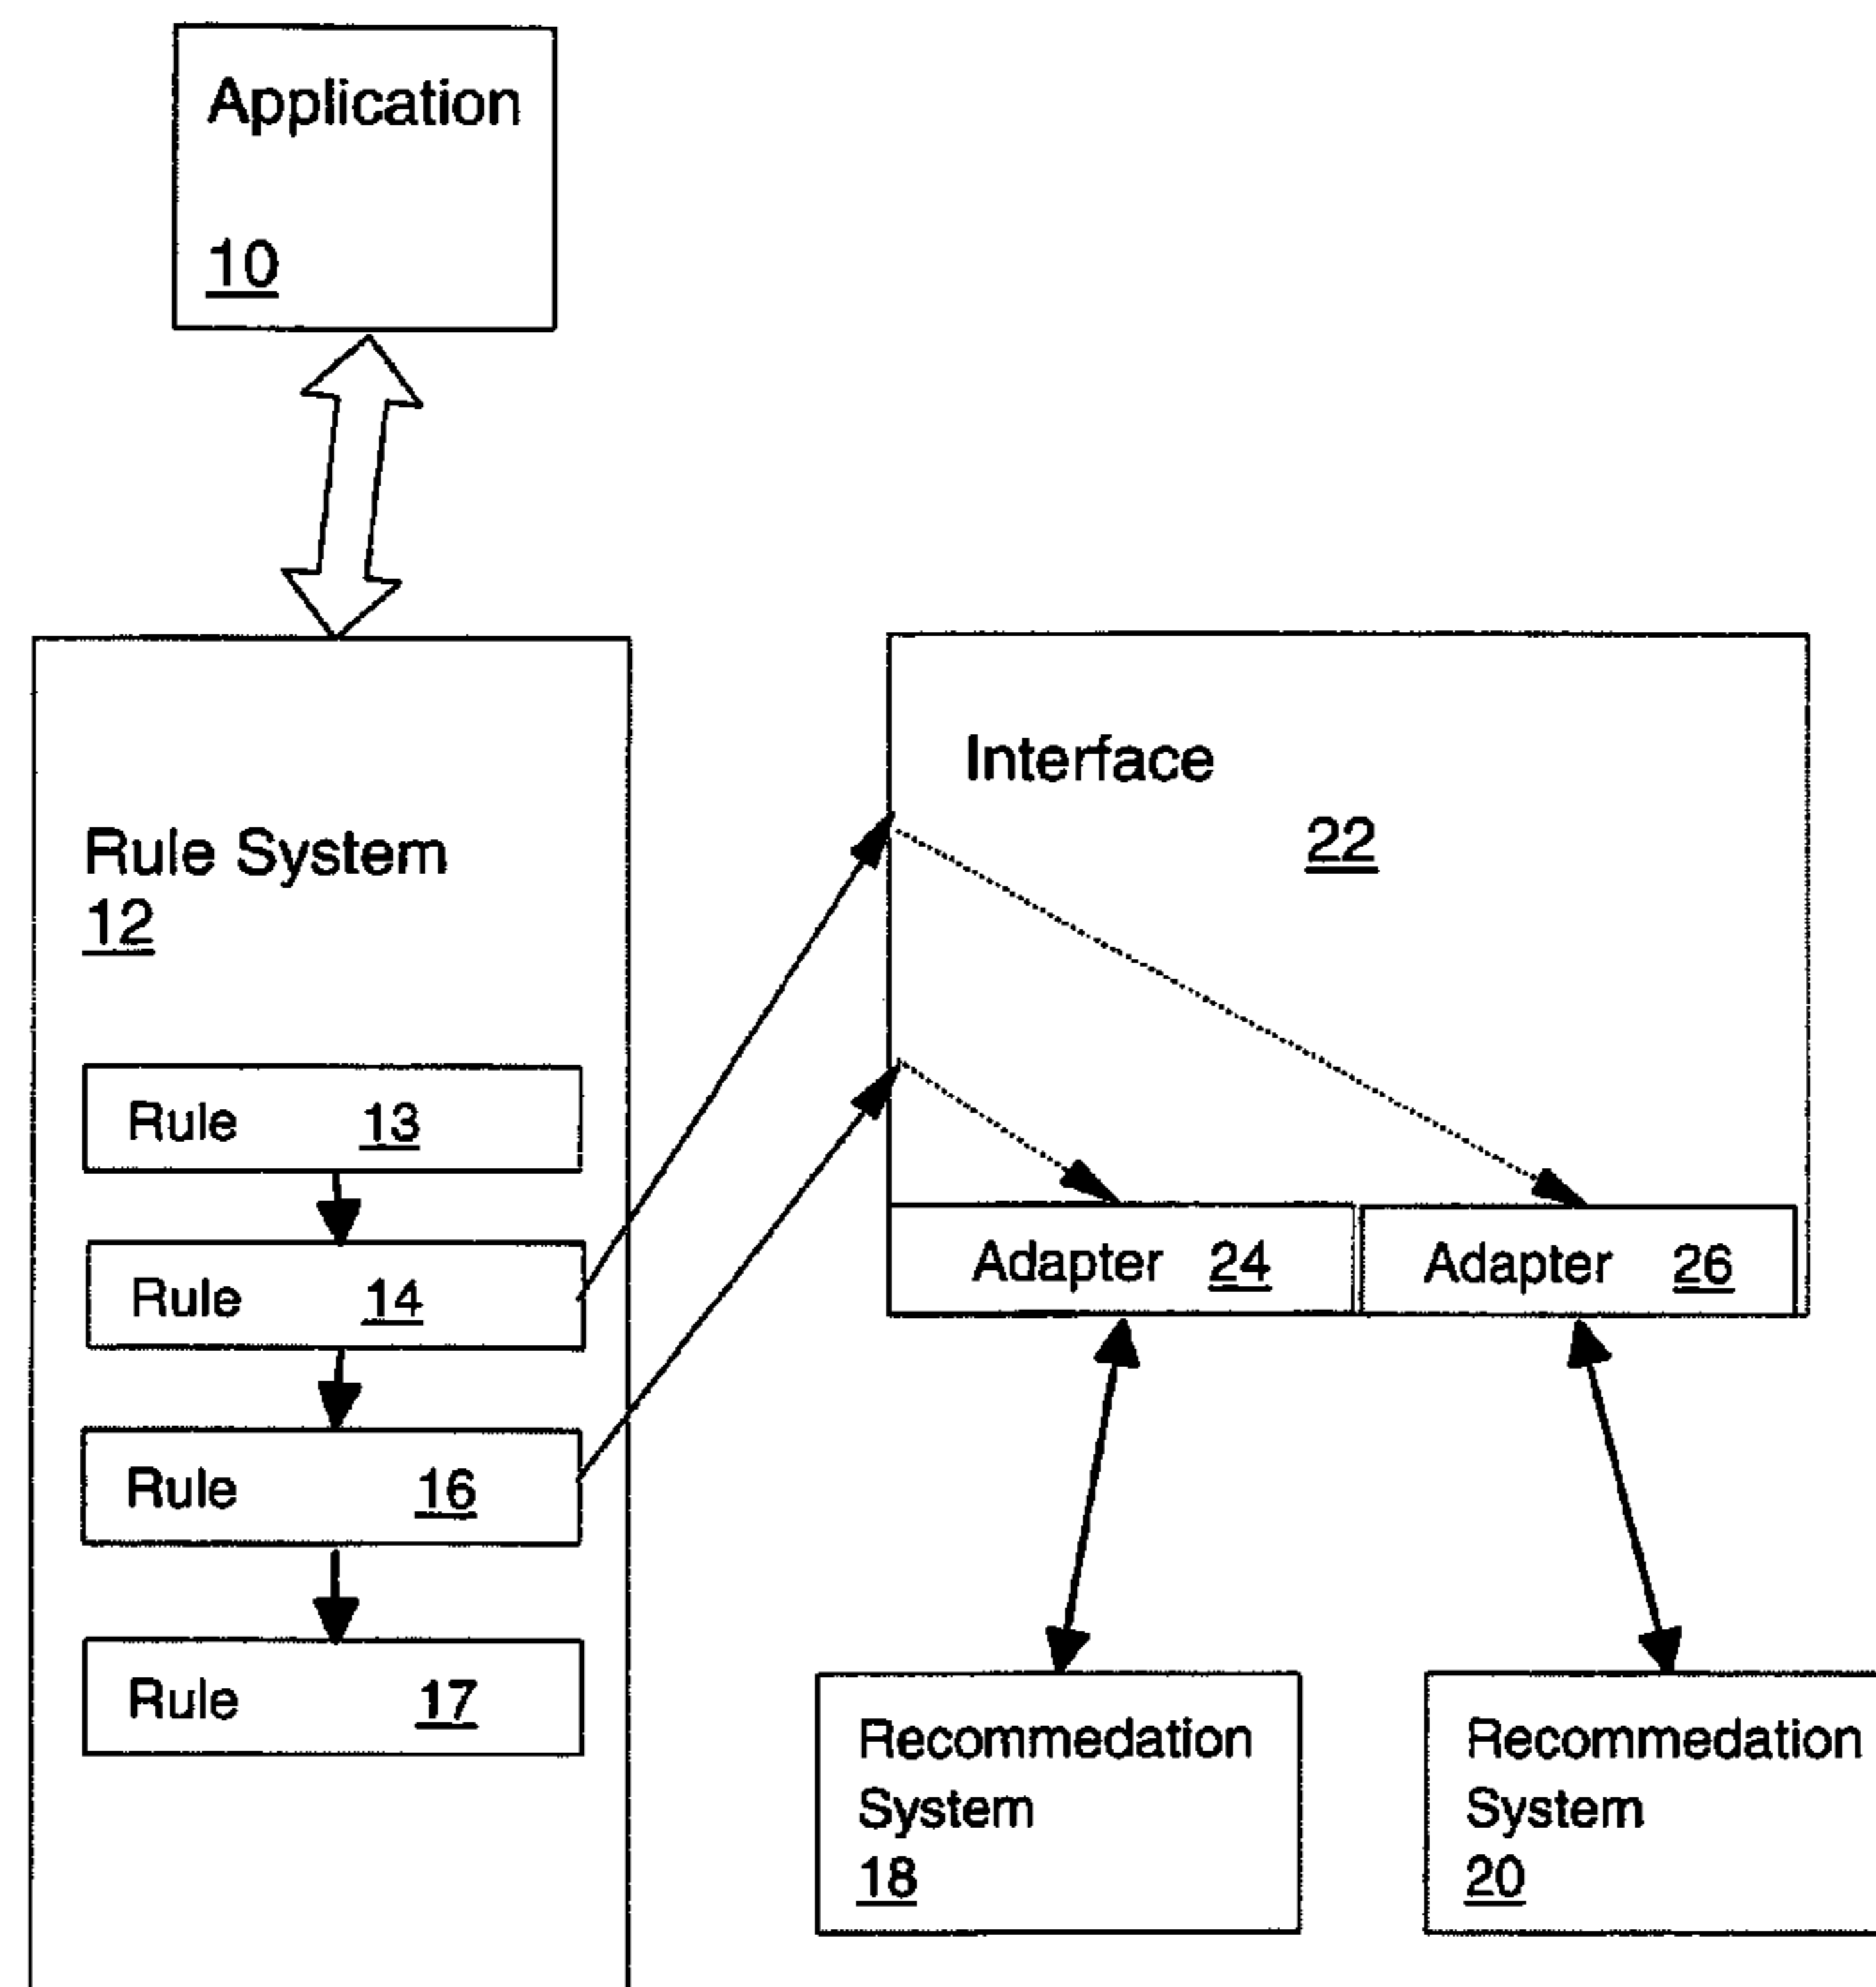 Application
10
Rule System
12
Rule 13
Rule 14
Rule 16
Rule 17
Interface
22
Adapter 24
Adapter 26
Recommedation
System
18
Recommedation
System
20